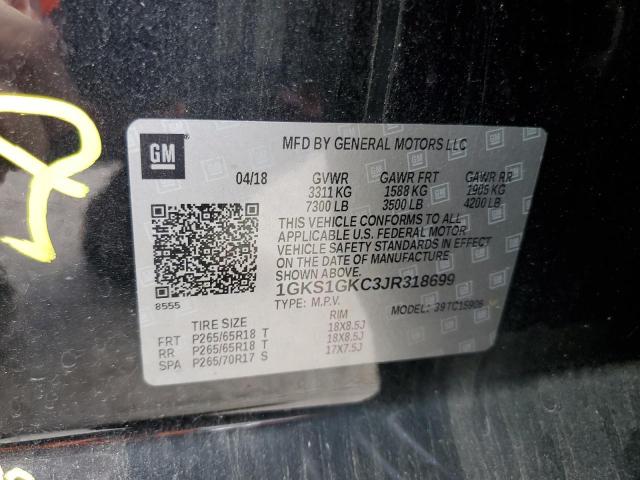 GM
MFD BY GENERAL MOTORS LLC
04/18 GVWR GAWR FRT GAWR RR
3311 KG 1588 KG 1905 KG
7300 LB 3500 LB 4200 LB
THIS VEHICLE CONFORMS TO ALL
APPLICABLE U.S. FEDERAL MOTOR
VEHICLE SAFETY STANDARDS IN EFFECT
ON THE DATE OF MANUFACTURE
SHOWN ABOVE.
8555
1GKS1GKC3JR318699
TYPE: M.P.V. MODEL: 39TC15906
TIRE SIZE RIM
FRT P265/65R18 T 18X8.5J
RR P265/65R18 T 18X8.5J
SPA P265/70R17 S 17X7.5J